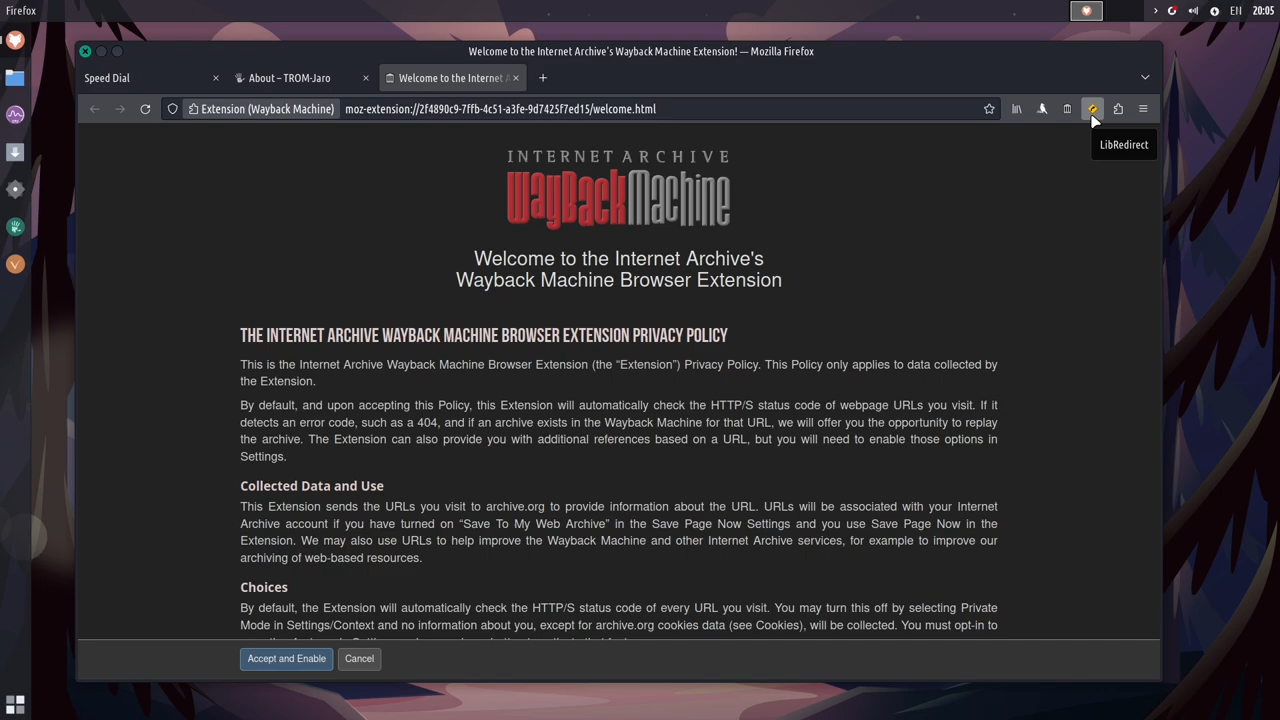 Firefox
EN
20:05
Welcome to the Internet Archive's Wayback Machine Extension! — Mozilla Firefox
Speed Dial
About – TROM-Jaro
Welcome to the Internet A
Extension (Wayback Machine)
moz-extension://2f4890c9-7ffb-4c51-a3fe-9d7425f7ed15/welcome.html
LibRedirect
INTERNET ARCHIVE
WayBackMachine
Welcome to the Internet Archive's
Wayback Machine Browser Extension
THE INTERNET ARCHIVE WAYBACK MACHINE BROWSER EXTENSION PRIVACY POLICY
This is the Internet Archive Wayback Machine Browser Extension (the “Extension”) Privacy Policy. This Policy only applies to data collected by
the Extension.
By default, and upon accepting this Policy, this Extension will automatically check the HTTP/S status code of webpage URLs you visit. If it
detects an error code, such as a 404, and if an archive exists in the Wayback Machine for that URL, we will offer you the opportunity to replay
the archive. The Extension can also provide you with additional references based on a URL, but you will need to enable those options in
Settings.
Collected Data and Use
This Extension sends the URLs you visit to archive.org to provide information about the URL. URLs will be associated with your Internet
Archive account if you have turned on “Save To My Web Archive” in the Save Page Now Settings and you use Save Page Now in the
Extension. We may also use URLs to help improve the Wayback Machine and other Internet Archive services, for example to improve our
archiving of web-based resources.
Choices
By default, the Extension will automatically check the HTTP/S status code of every URL you visit. You may turn this off by selecting Private
Mode in Settings/Context and no information about you, except for archive.org cookies data (see Cookies), will be collected. You must opt-in to
Accept and Enable
Cancel